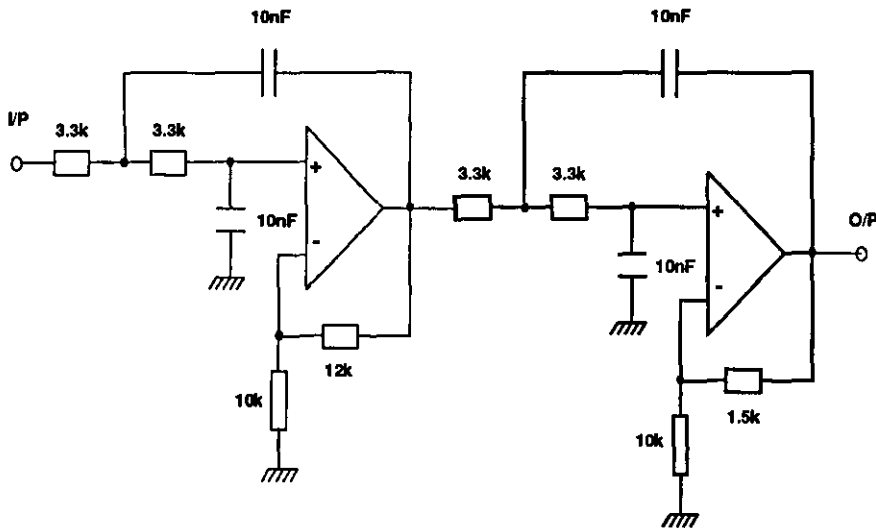 10nF
10nF
I/P
3.3k
3.3k
3.3k
3.3k
+
+
10nF
O/P
-
10nF
-
12k
10k
1.5k
10k